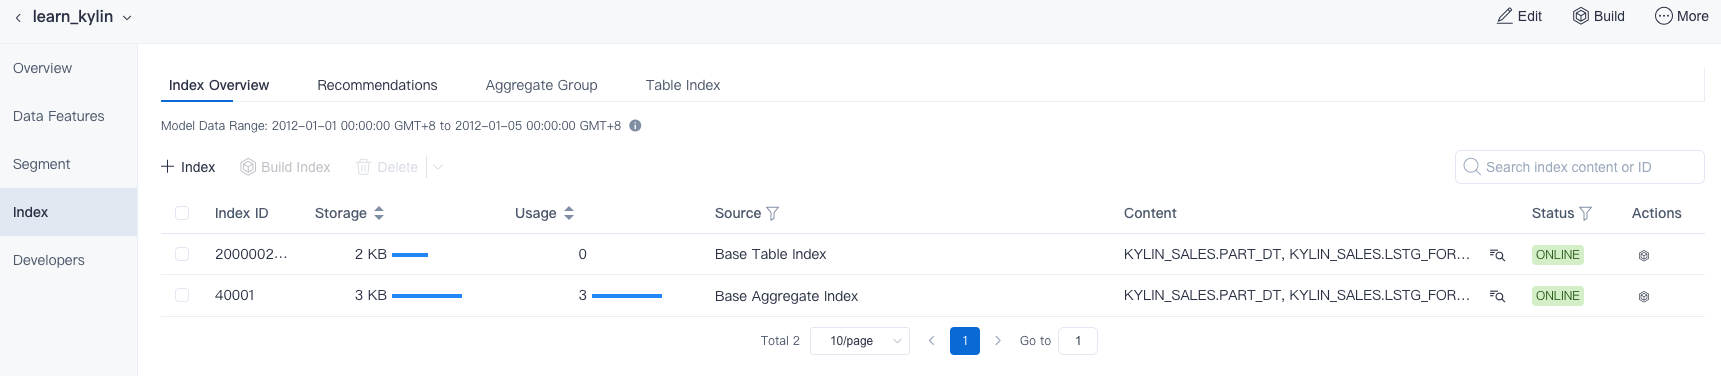 learn_kylin
Edit Build More
Overview
Data Features
Segment
Index
Developers
Index Overview Recommendations Aggregate Group Table Index
Model Data Range: 2012-01-01 00:00:00 GMT+8 to 2012-01-05 00:00:00 GMT+8
Index Build Index Delete Search index content or ID
Index ID Storage Usage Source Content Status Actions
2000002... 2 KB 0 Base Table Index KYLIN_SALES.PART_DT, KYLIN_SALES.LSTG_FOR... ONLINE
40001 3 KB 3 Base Aggregate Index KYLIN_SALES.PART_DT, KYLIN_SALES.LSTG_FOR... ONLINE
Total 2 10/page 1 Go to 1